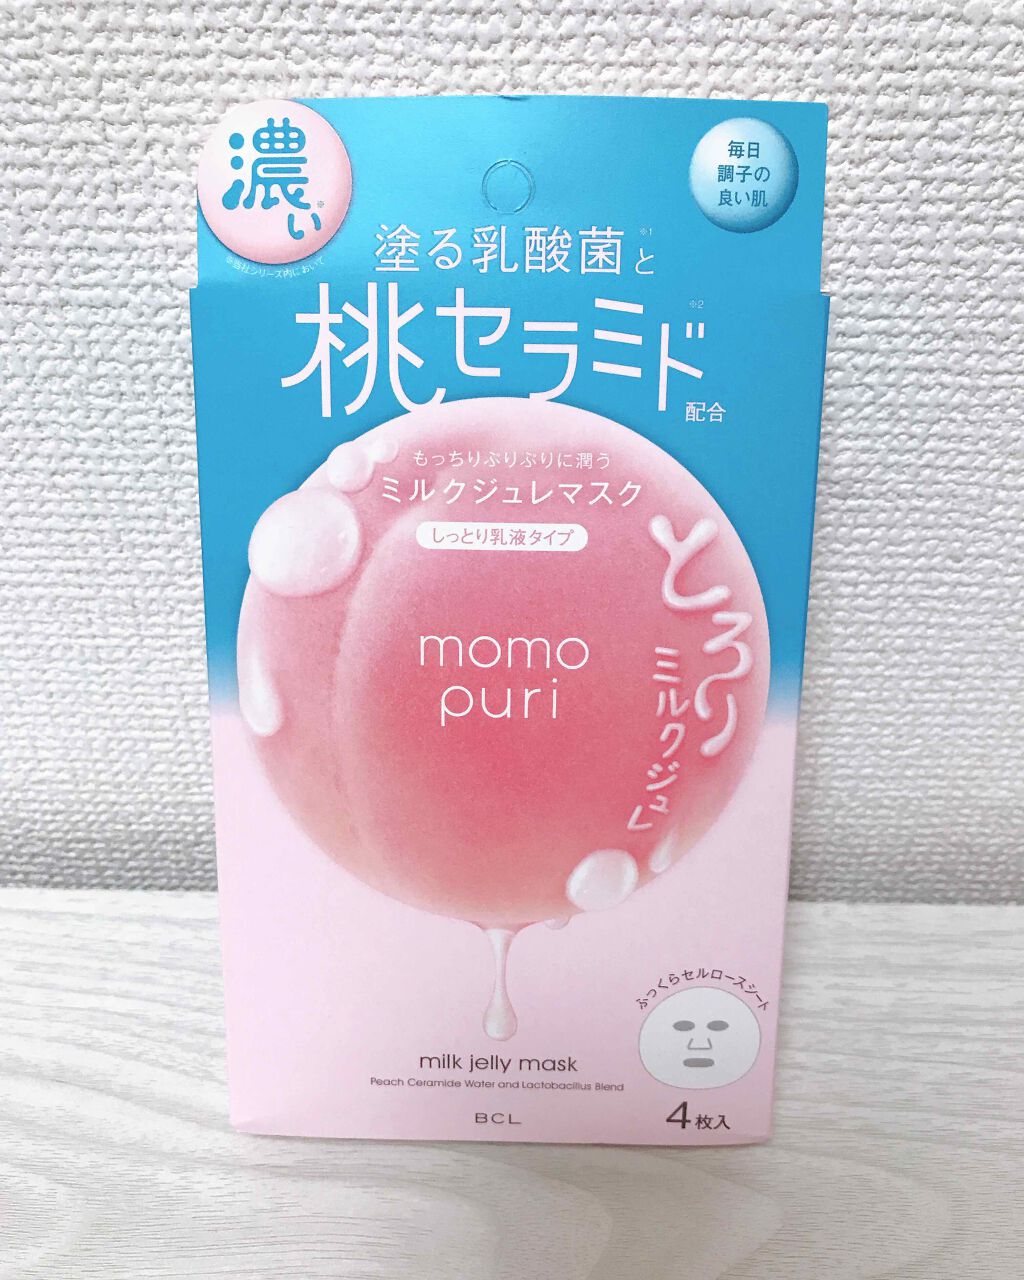 濃い※
※当社シリーズ内において
毎日
調子の
良い肌
塗る乳酸菌※1と
桃セラミド※2
配合
もっちりぷりぷりに潤う
ミルクジュレマスク
しっとり乳液タイプ
とろ〜り
ミルクジュレ
momo
puri
ふっくらセルロースシート
milk jelly mask
Peach Ceramide Water and Lactobacillus Blend
BCL
4枚入